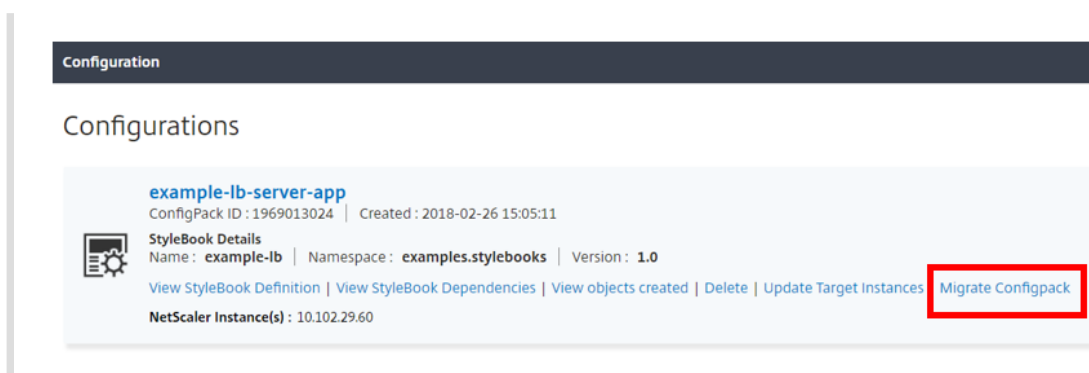 Configuration
Configurations
example-lb-server-app
ConfigPack ID : 1969013024 | Created : 2018-02-26 15:05:11
StyleBook Details
Name : example-lb | Namespace : examples.stylebooks | Version : 1.0
View StyleBook Definition | View StyleBook Dependencies | View objects created | Delete | Update Target Instances Migrate Configpack
NetScaler Instance(s) : 10.102.29.60